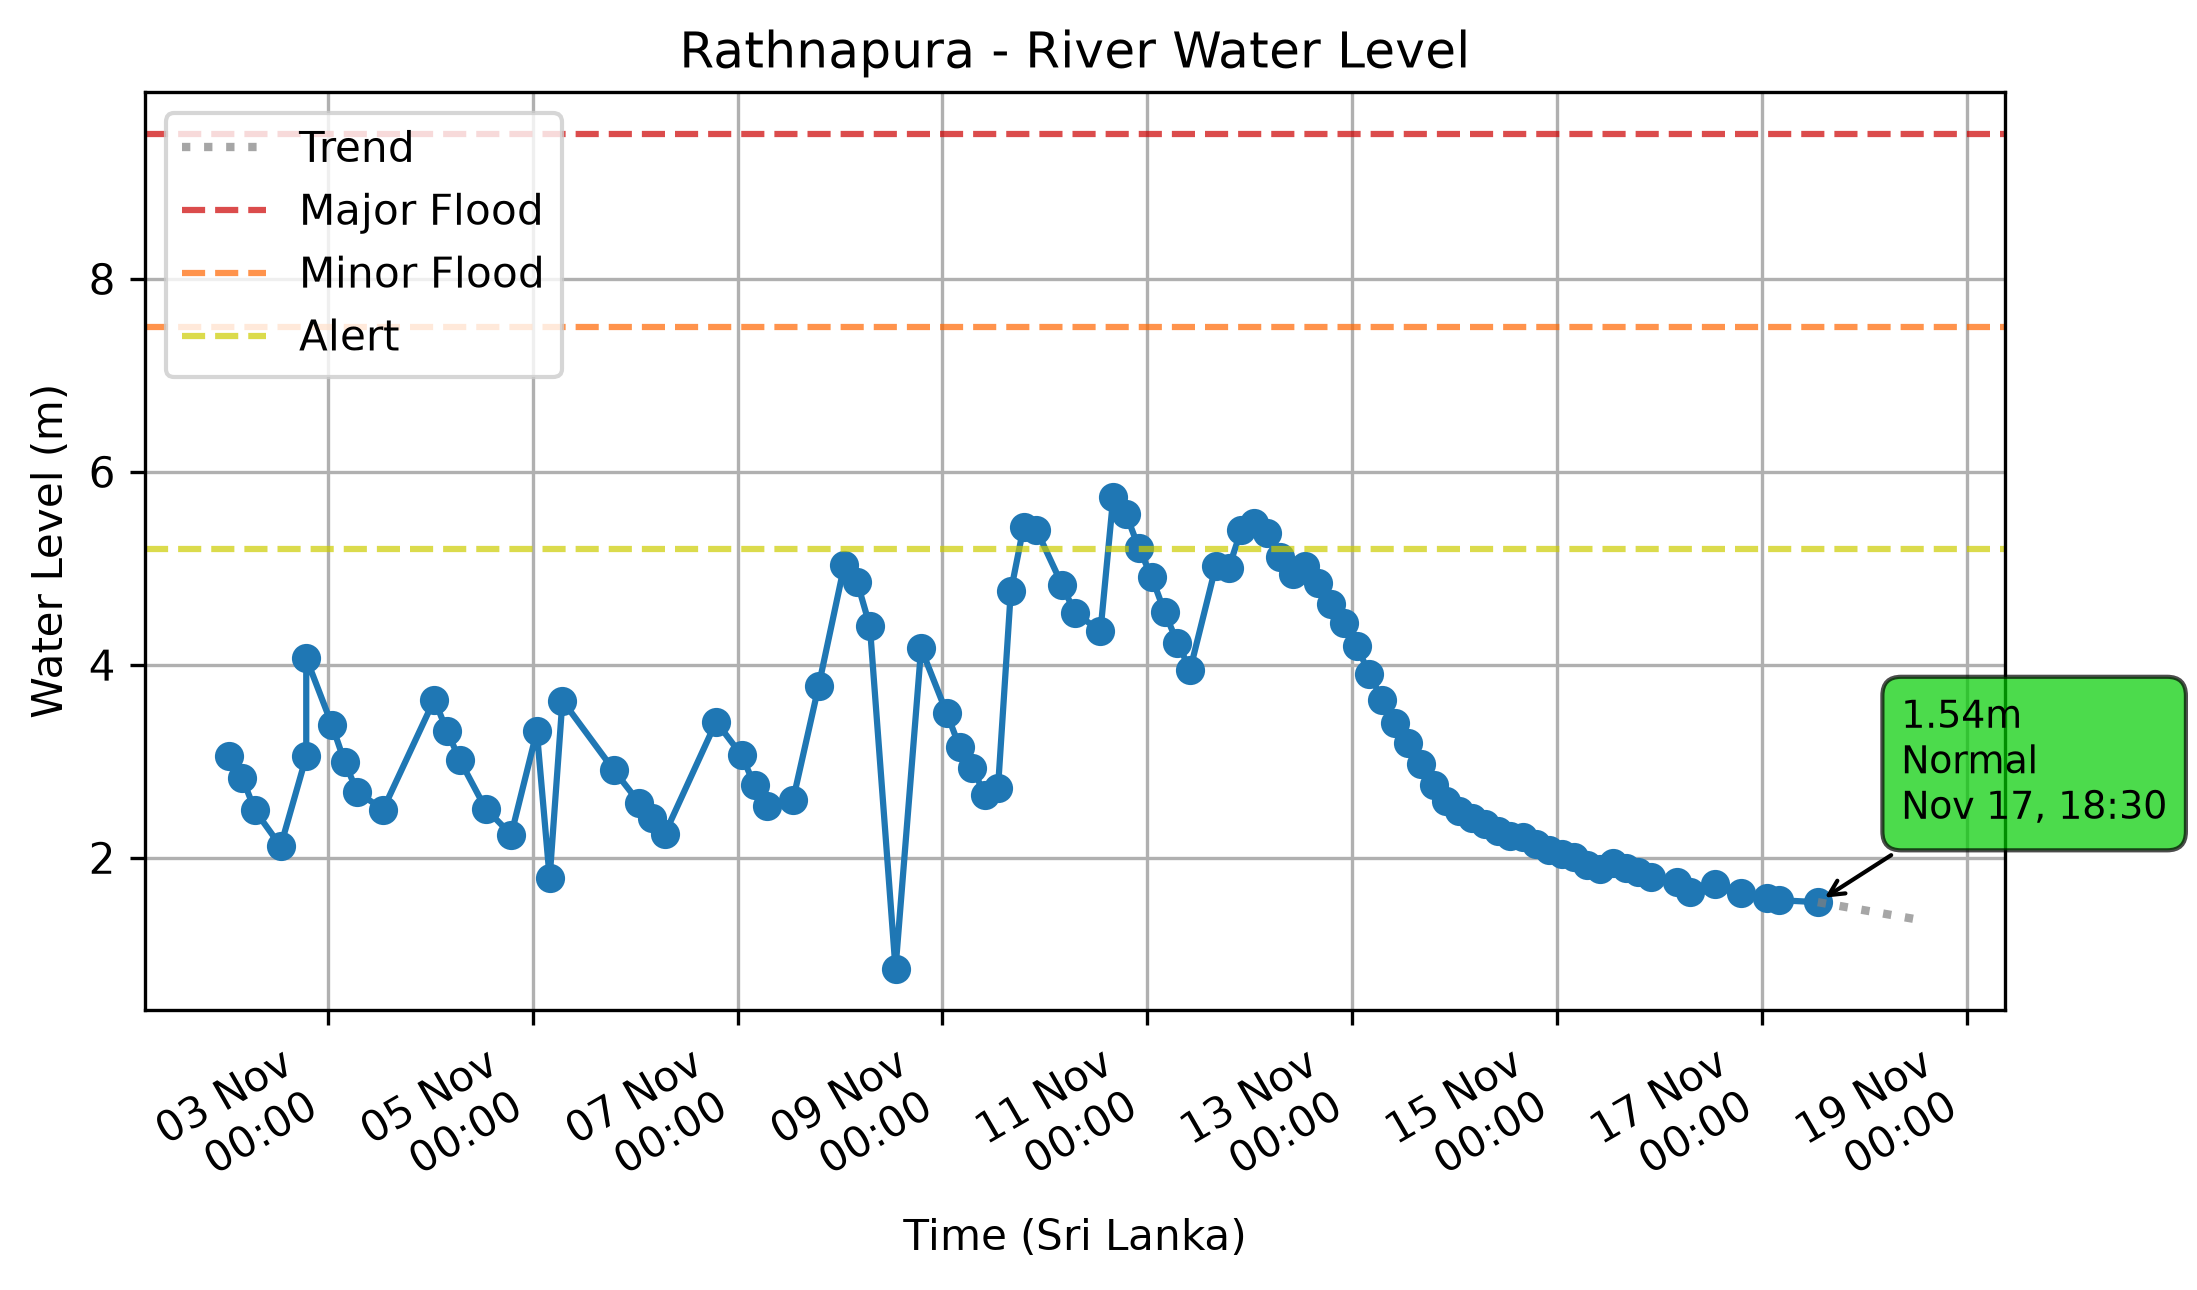 Rathnapura - River Water Level
Trend
Major Flood
Minor Flood
Alert
8
6
4
2
Water Level (m)
1.54m
Normal
Nov 17, 18:30
03 Nov
00:00
05 Nov
00:00
07 Nov
00:00
09 Nov
00:00
11 Nov
00:00
13 Nov
00:00
15 Nov
00:00
17 Nov
00:00
19 Nov
00:00
Time (Sri Lanka)